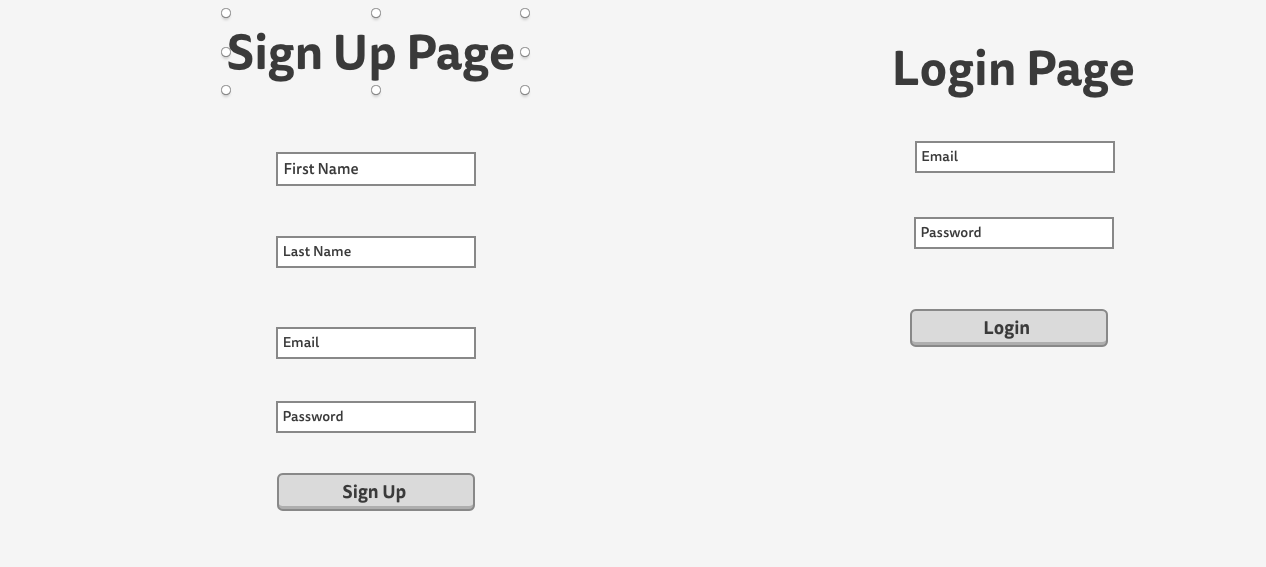 Sign Up Page
First Name
Last Name
Email
Password
Sign Up
Login Page
Email
Password
Login